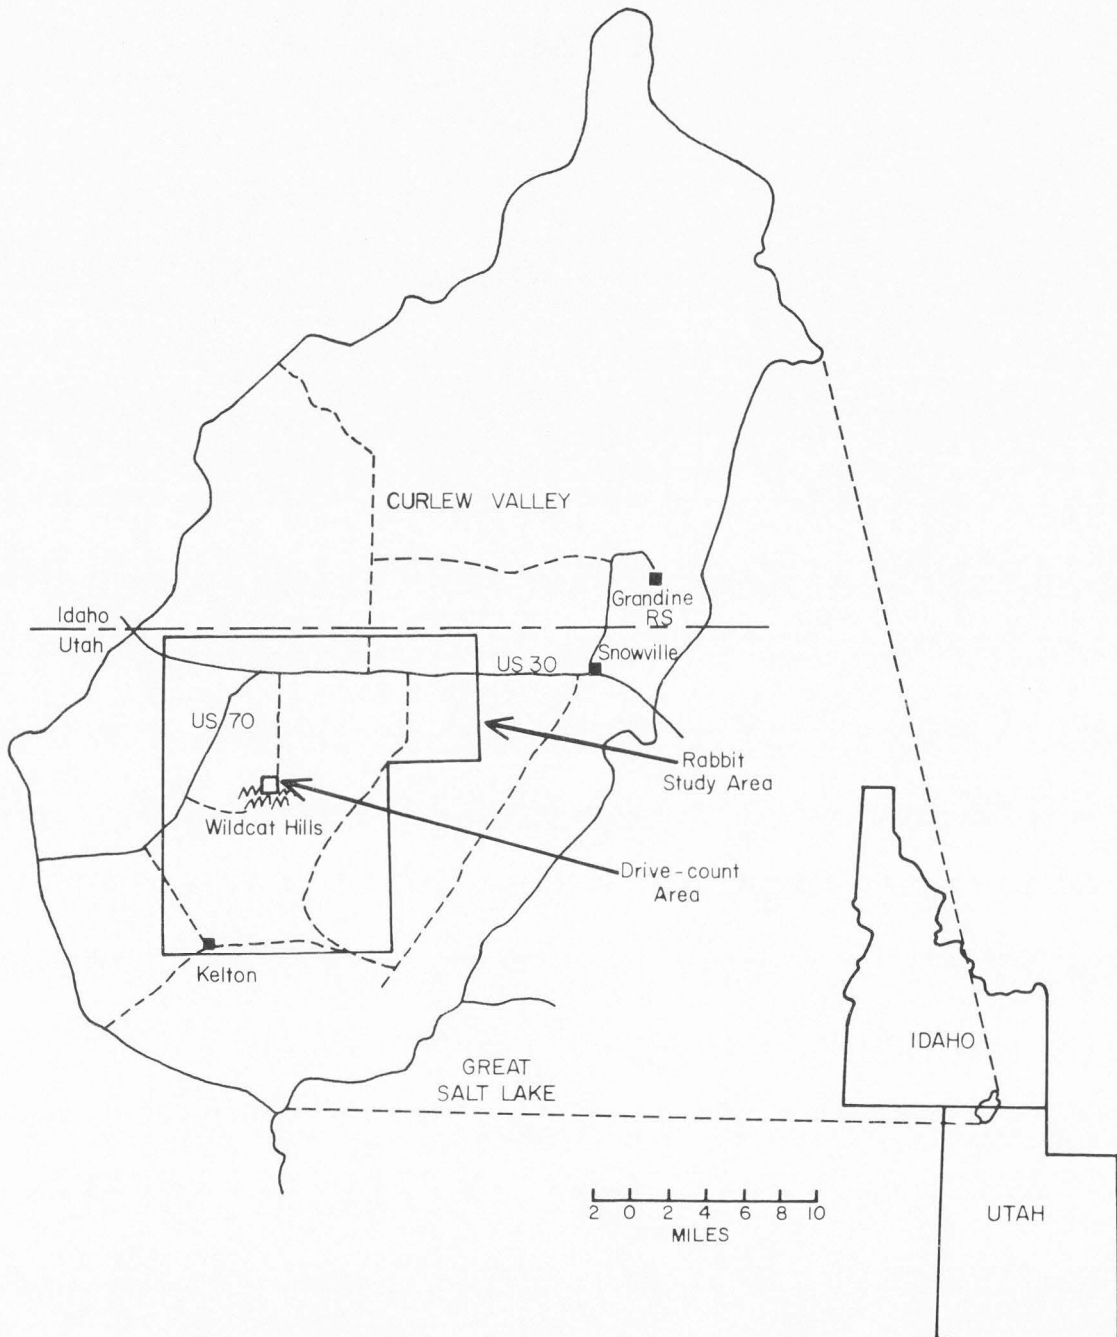 CURLEW VALLEY
Grandine
RS
Idaho
Utah
Snowville
US 30
US 70
Rabbit
Study Area
Wildcat Hills
Drive-count
Area
Kelton
IDAHO
GREAT
SALT LAKE
2 0 2 4 6 8 10
MILES
UTAH